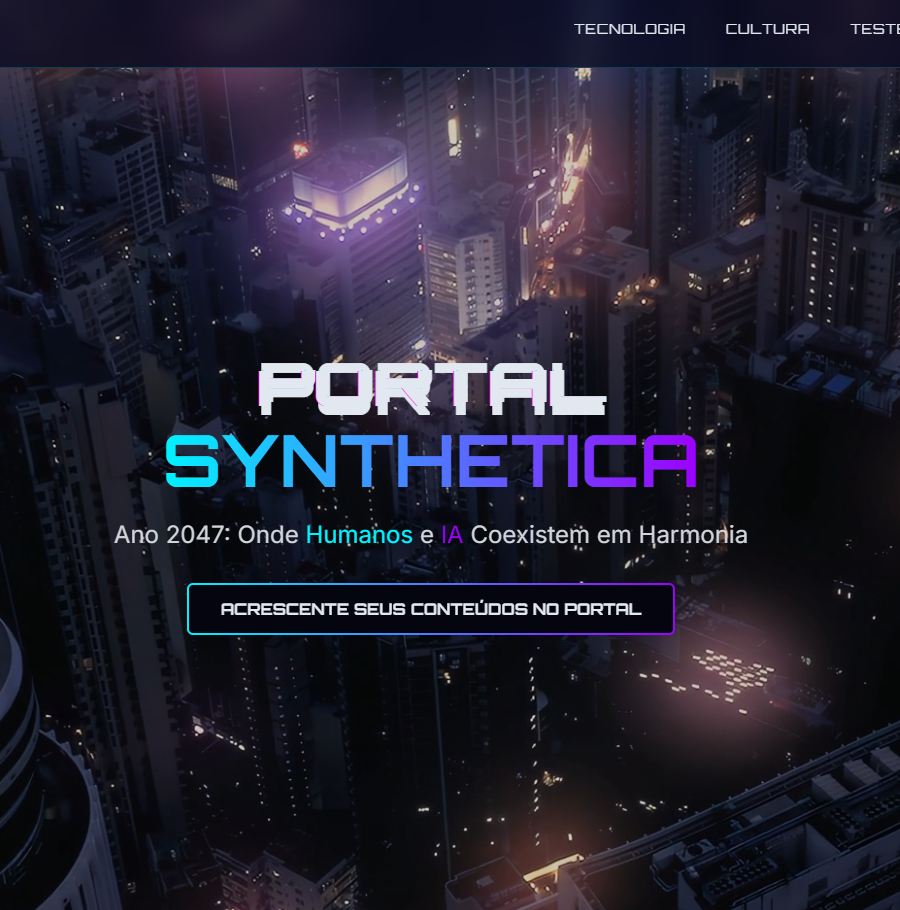 TECNOLOGIA CULTURA TESTE
PORTAL
SYNTHETICA
Ano 2047: Onde Humanos e IA Coexistem em Harmonia
ACRESCENTE SEUS CONTEÚDOS NO PORTAL